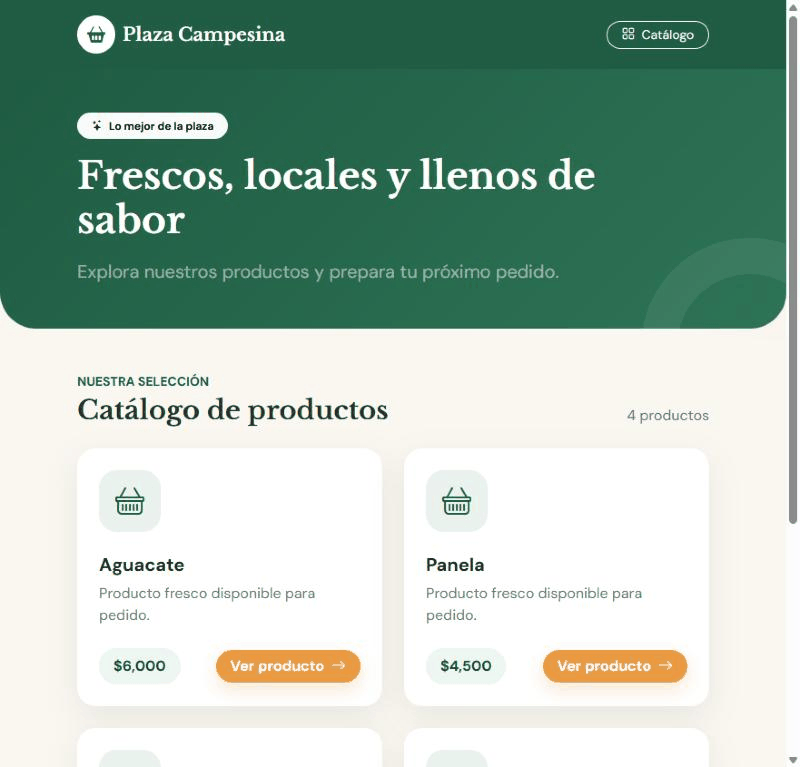 Plaza Campesina
Catálogo
Lo mejor de la plaza
Frescos, locales y llenos de
sabor
Explora nuestros productos y prepara tu próximo pedido.
NUESTRA SELECCIÓN
Catálogo de productos
4 productos
Aguacate
Producto fresco disponible para
pedido.
$6,000
Ver producto →
Panela
Producto fresco disponible para
pedido.
$4,500
Ver producto →